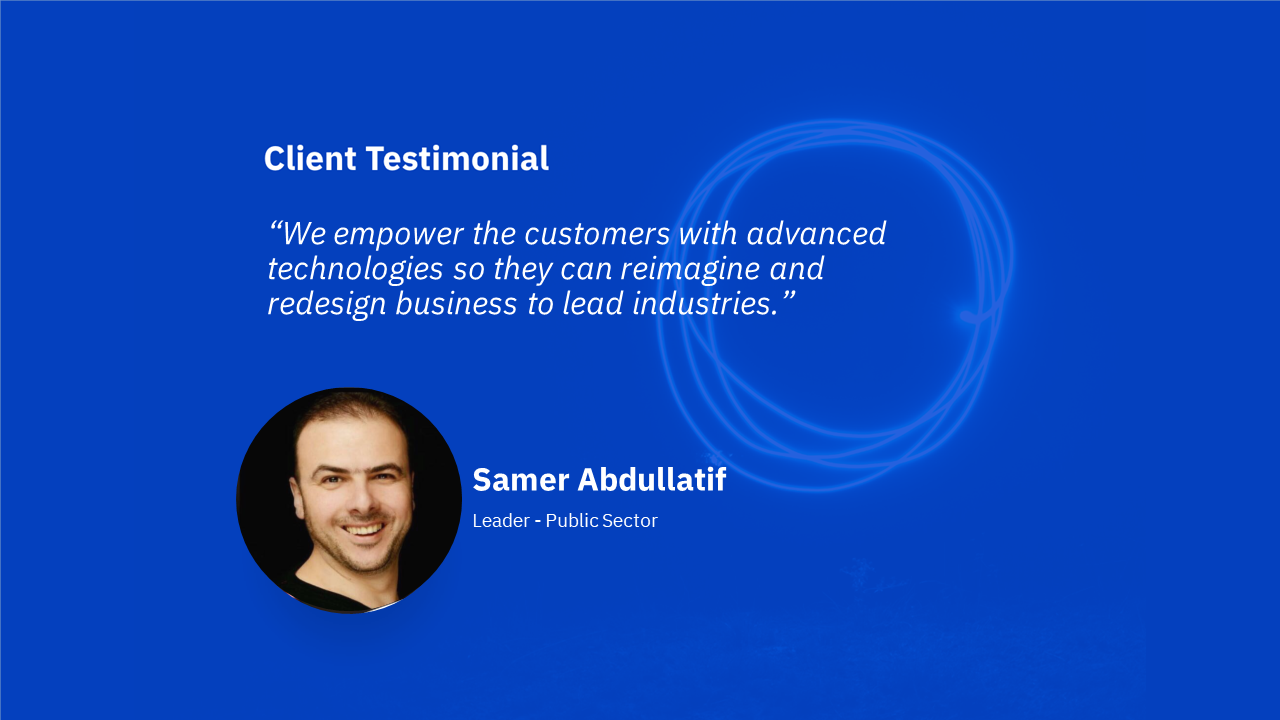 Client Testimonial
“We empower the customers with advanced
technologies so they can reimagine and
redesign business to lead industries.”
Samer Abdullatif
Leader - Public Sector